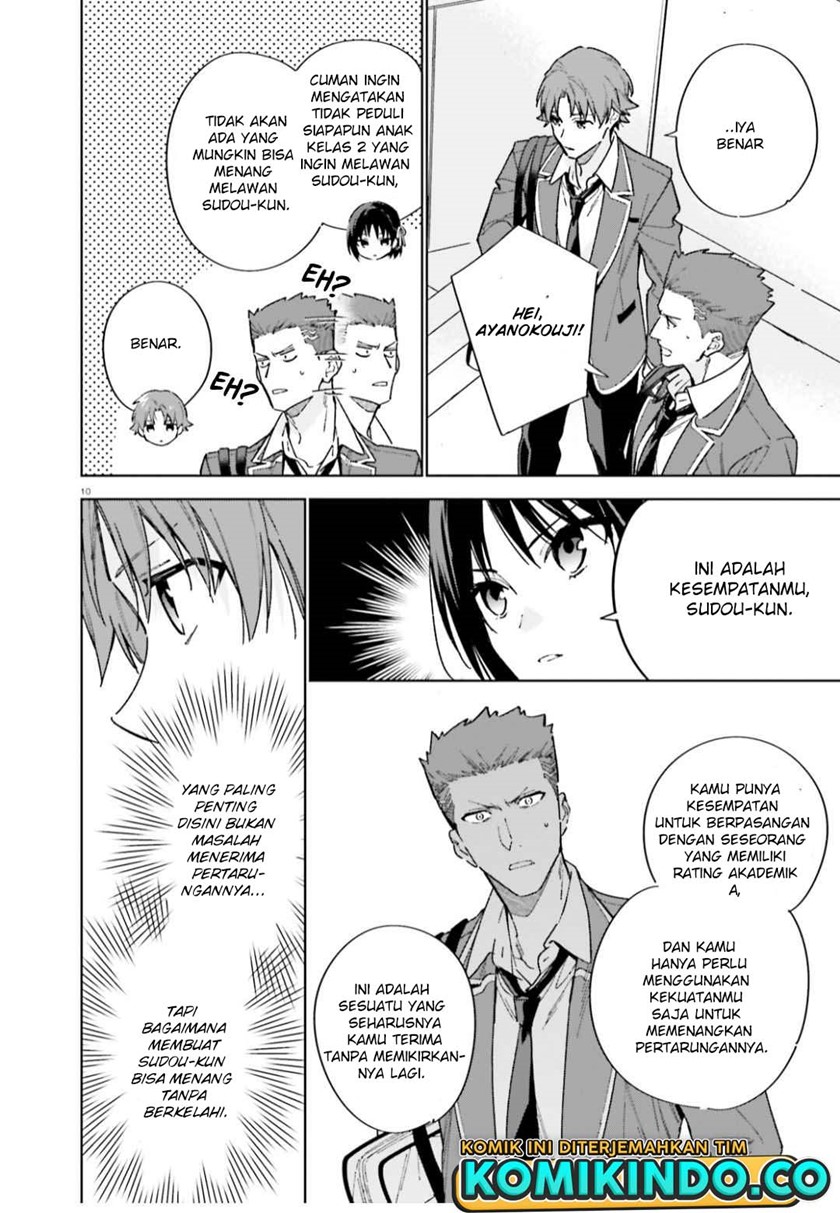 ..IYA
BENAR
HEI,
AYANOKOUJI!
CUMAN INGIN
MENGATAKAN
TIDAK PEDULI
SIAPAPUN ANAK
KELAS 2 YANG
INGIN MELAWAN
SUDOU-KUN,
TIDAK AKAN
ADA YANG
MUNGKIN BISA
MENANG
MELAWAN
SUDOU-KUN.
EH?
EH?
BENAR.
10
INI ADALAH
KESEMPATANMU,
SUDOU-KUN.
KAMU PUNYA
KESEMPATAN
UNTUK BERPASANGAN
DENGAN SESEORANG
YANG MEMILIKI
RATING AKADEMIK
A,
DAN KAMU
HANYA PERLU
MENGGUNAKAN
KEKUATANMU
SAJA UNTUK
MEMENANGKAN
PERTARUNGANNYA.
INI ADALAH
SESUATU YANG
SEHARUSNYA
KAMU TERIMA
TANPA MEMIKIRKAN-
NYA LAGI.
YANG PALING
PENTING
DISINI BUKAN
MASALAH
MENERIMA
PERTARU-
NGANNYA...
TAPI
BAGAIMANA
MEMBUAT
SUDOU-KUN
BISA MENANG
TANPA
BERKELAHI.
KOMIK INI DITERJEMAHKAN TIM
KOMIKINDO.CO